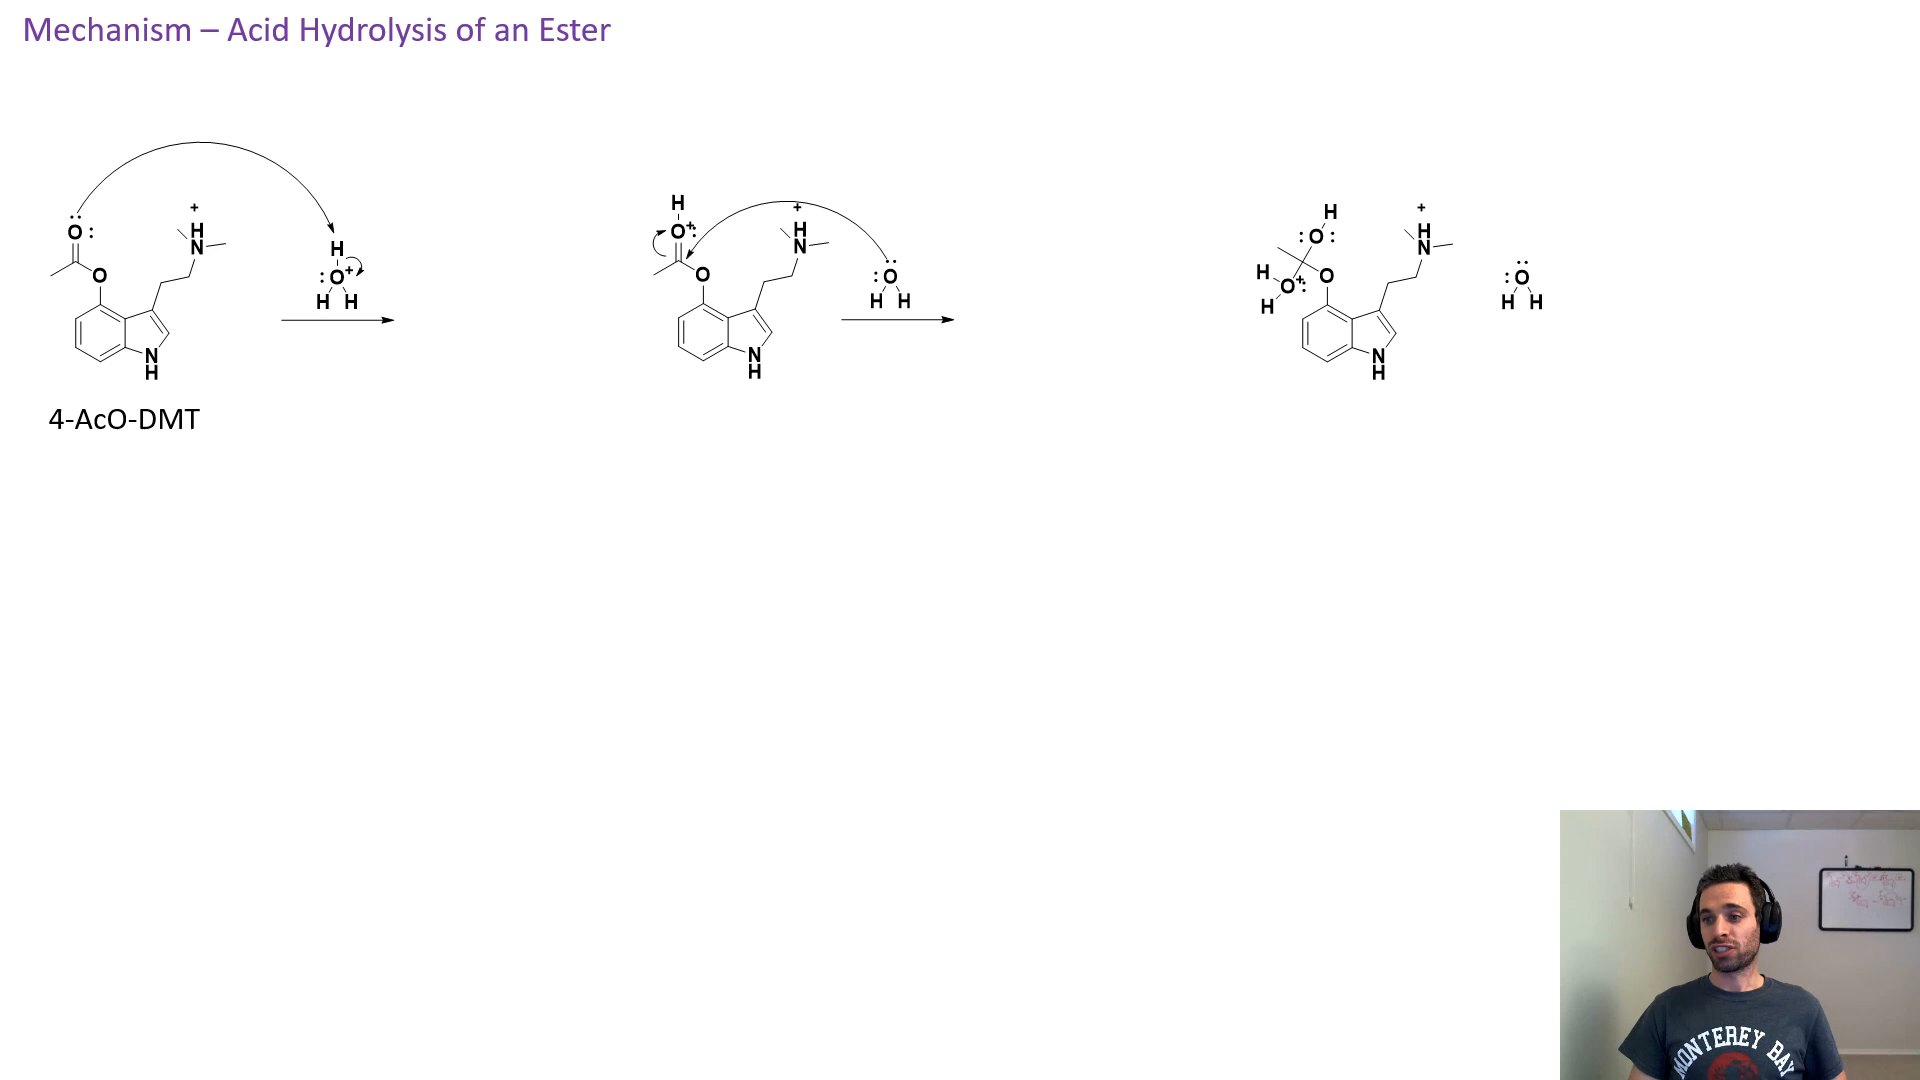 Mechanism – Acid Hydrolysis of an Ester
+
H
N
O
O
N
H
H
O
+
H
H
H
O
+
O
+
H
N
N
H
O
H
H
H
O
H
O
+
H
O
+
H
N
N
H
O
H
H
4-AcO-DMT
MONTEREY BAY